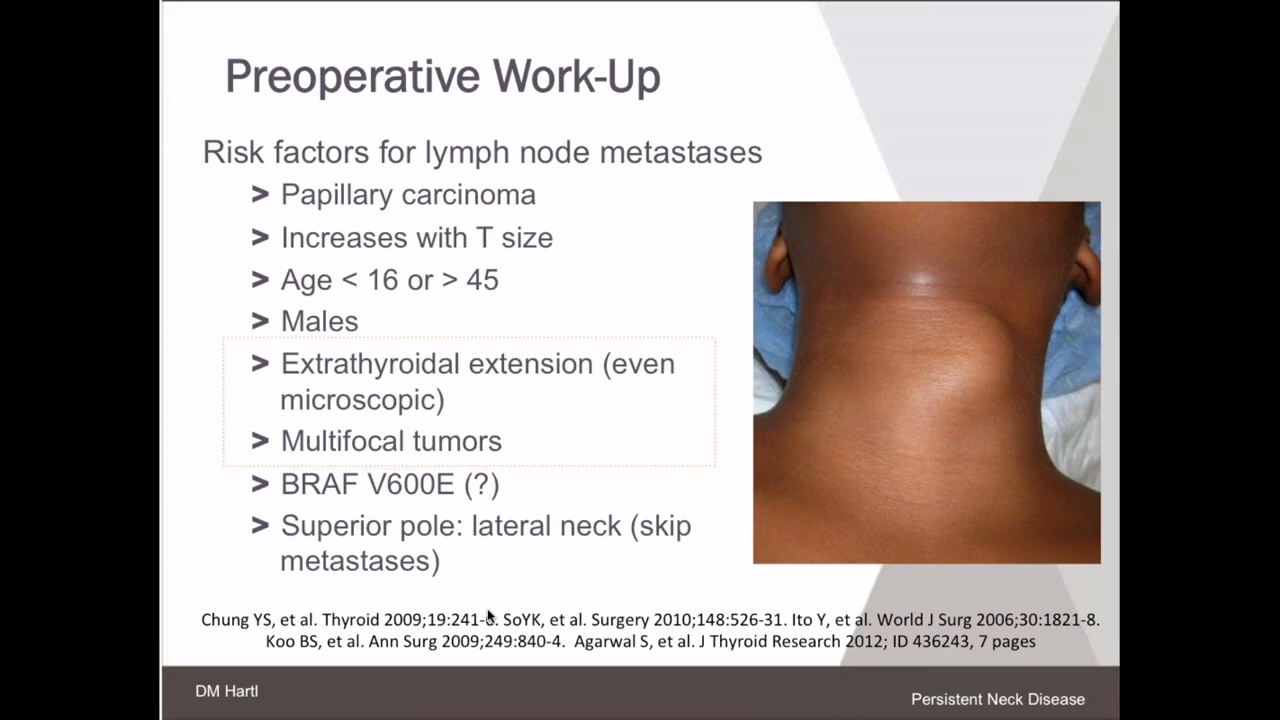 Preoperative Work-Up
Risk factors for lymph node metastases
> Papillary carcinoma
> Increases with T size
> Age < 16 or > 45
> Males
> Extrathyroidal extension (even
microscopic)
> Multifocal tumors
> BRAF V600E (?)
> Superior pole: lateral neck (skip
metastases)
Chung YS, et al. Thyroid 2009;19:241-6. SoYK, et al. Surgery 2010;148:526-31. Ito Y, et al. World J Surg 2006;30:1821-8.
Koo BS, et al. Ann Surg 2009;249:840-4. Agarwal S, et al. J Thyroid Research 2012; ID 436243, 7 pages
DM Hartl
Persistent Neck Disease